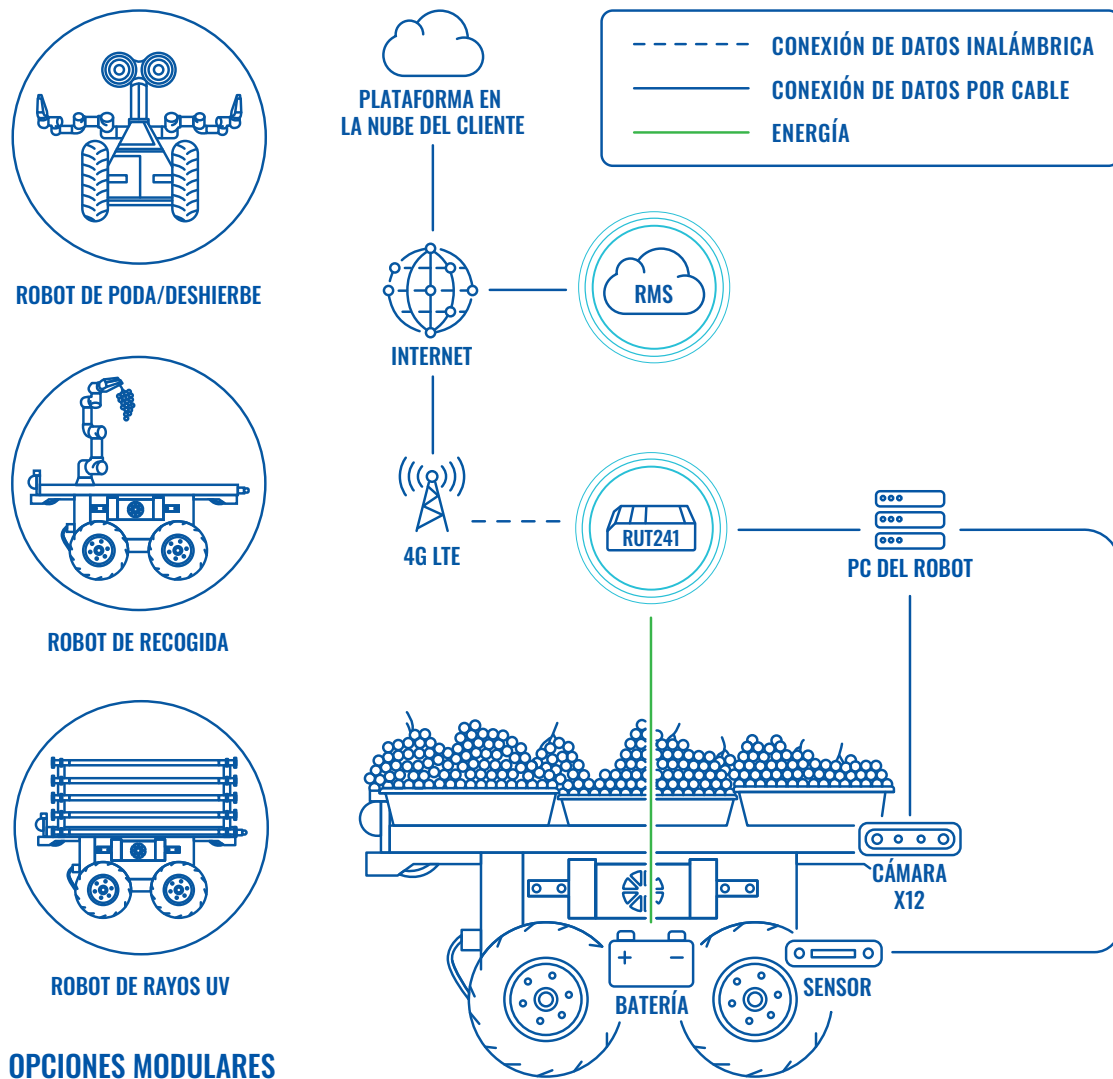 CONEXIÓN DE DATOS INALÁMBRICA
CONEXIÓN DE DATOS POR CABLE
ENERGÍA
PLATAFORMA EN
LA NUBE DEL CLIENTE
ROBOT DE PODA/DESHIERBE
RMS
INTERNET
4G LTE
RUT241
PC DEL ROBOT
ROBOT DE RECOGIDA
CÁMARA
X12
ROBOT DE RAYOS UV
BATERÍA
SENSOR
OPCIONES MODULARES